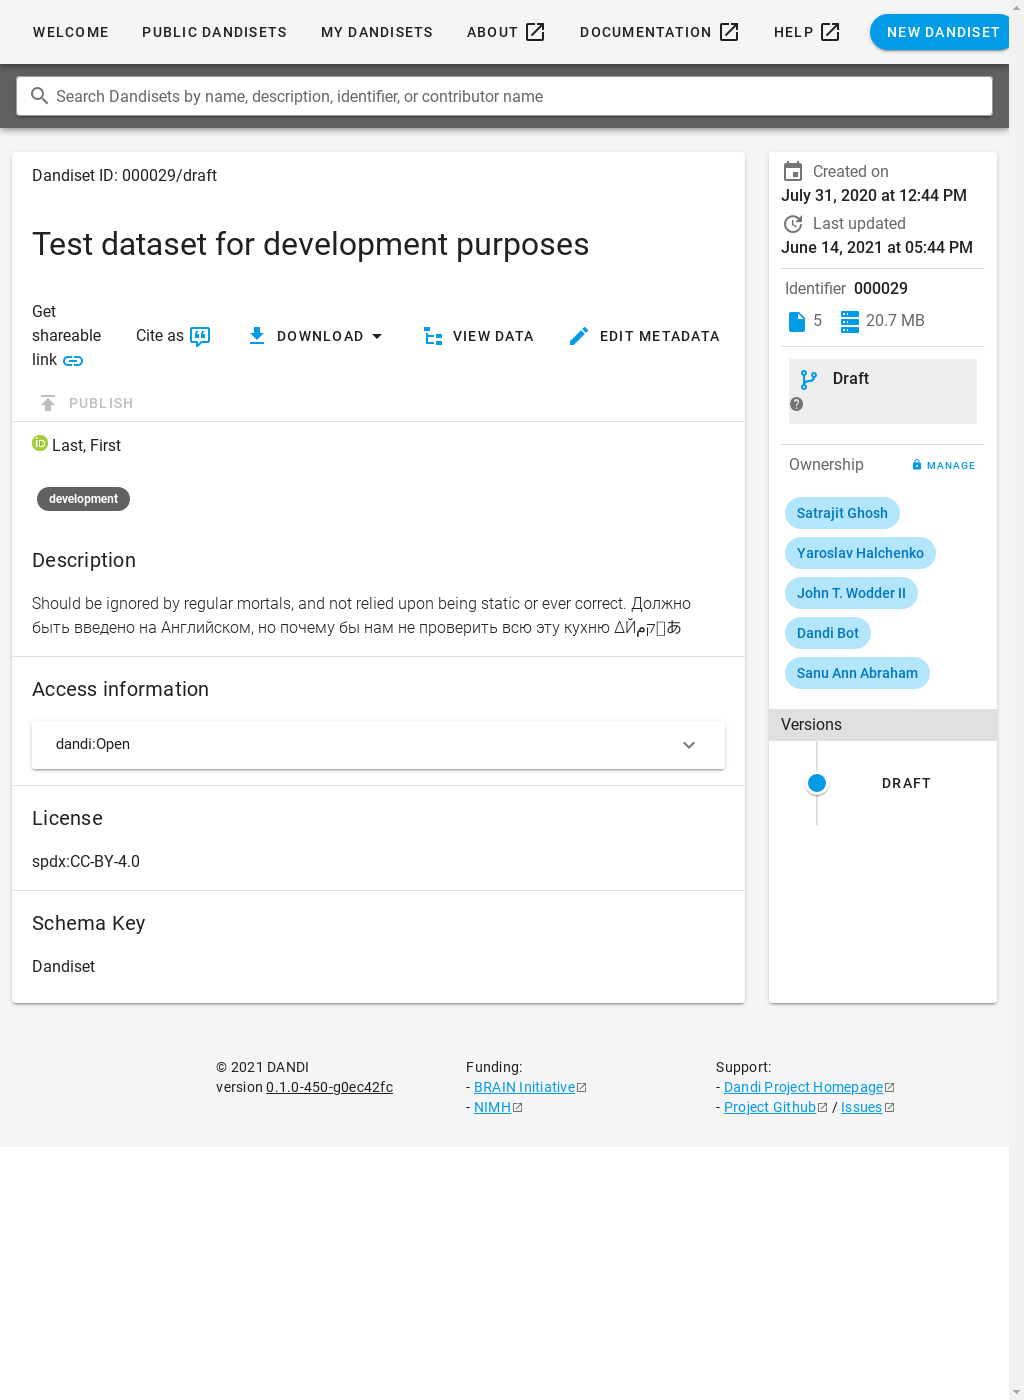 WELCOME PUBLIC DANDISETS MY DANDISETS ABOUT DOCUMENTATION HELP NEW DANDISET
Search Dandisets by name, description, identifier, or contributor name
Dandiset ID: 000029/draft
Test dataset for development purposes
Get shareable link
Cite as
DOWNLOAD
VIEW DATA
EDIT METADATA
PUBLISH
Last, First
development
Description
Should be ignored by regular mortals, and not relied upon being static or ever correct. Должно
быть введено на Английском, но почему бы нам не проверить всю эту кухню
Access information
dandi:Open
License
spdx:CC-BY-4.0
Schema Key
Dandiset
Created on
July 31, 2020 at 12:44 PM
Last updated
June 14, 2021 at 05:44 PM
Identifier 000029
5 20.7 MB
Draft
Ownership MANAGE
Satrajit Ghosh
Yaroslav Halchenko
John T. Wodder II
Dandi Bot
Sanu Ann Abraham
Versions
DRAFT
© 2021 DANDI
version 0.1.0-450-g0ec42fc
Funding:
- BRAIN Initiative
- NIMH
Support:
- Dandi Project Homepage
- Project Github / Issues